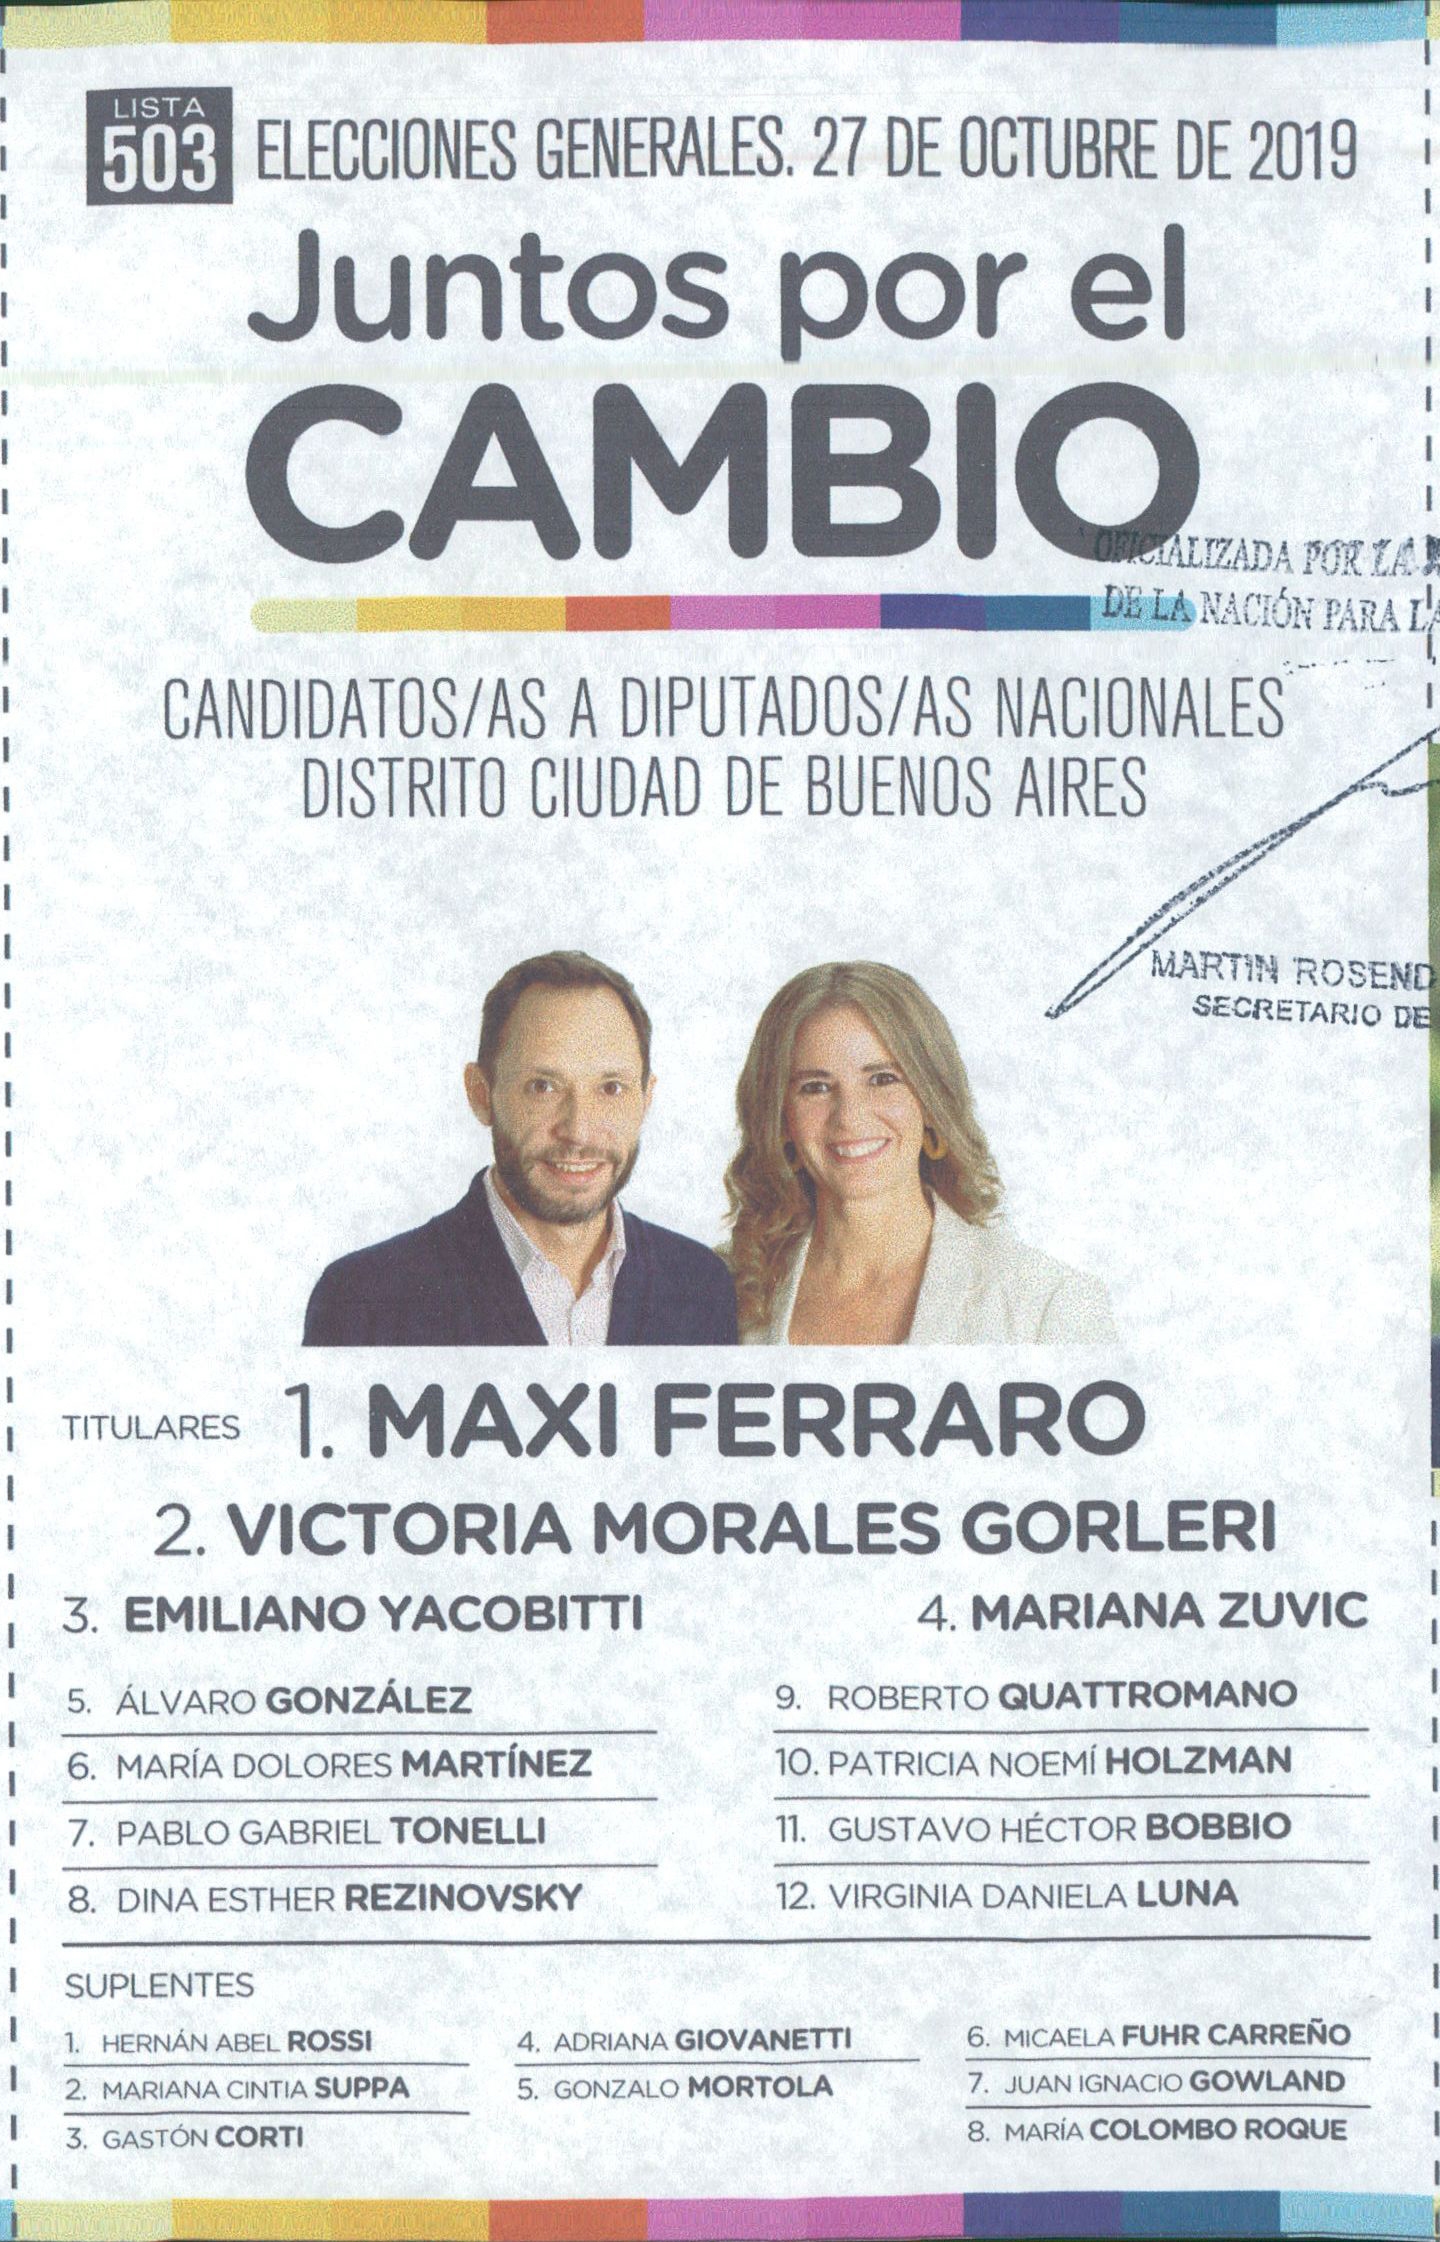 LISTA
503
ELECCIONES GENERALES. 27 DE OCTUBRE DE 2019
Juntos por el
CAMBIO
OFICIALIZADA POR LA
DE LA NACIÓN PARA LA
CANDIDATOS/AS A DIPUTADOS/AS NACIONALES
DISTRITO CIUDAD DE BUENOS AIRES
MARTIN ROSEND
SECRETARIO DE
TITULARES 1. MAXI FERRARO
2. VICTORIA MORALES GORLERI
3. EMILIANO YACOBITTI
4. MARIANA ZUVIC
5. ÁLVARO GONZÁLEZ
6. MARÍA DOLORES MARTÍNEZ
7. PABLO GABRIEL TONELLI
8. DINA ESTHER REZINOVSKY
9. ROBERTO QUATTROMANO
10. PATRICIA NOEMÍ HOLZMAN
11. GUSTAVO HÉCTOR BOBBIO
12. VIRGINIA DANIELA LUNA
SUPLENTES
1. HERNÁN ABEL ROSSI
2. MARIANA CINTIA SUPPA
3. GASTÓN CORTI
4. ADRIANA GIOVANETTI
5. GONZALO MORTOLA
6. MICAELA FUHR CARREÑO
7. JUAN IGNACIO GOWLAND
8. MARÍA COLOMBO ROQUE